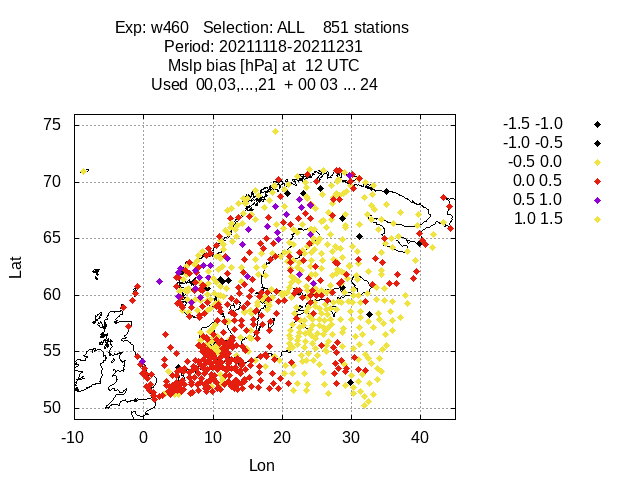 Exp: w460   Selection: ALL    851 stations
Period: 20211118-20211231
Mslp bias [hPa] at  12 UTC
Used  00,03,...,21  + 00 03 ... 24
-1.5 -1.0
-1.0 -0.5
-0.5 0.0
0.0 0.5
0.5 1.0
1.0 1.5
75
70
65
60
55
50
Lat
-10 0 10 20 30 40
Lon